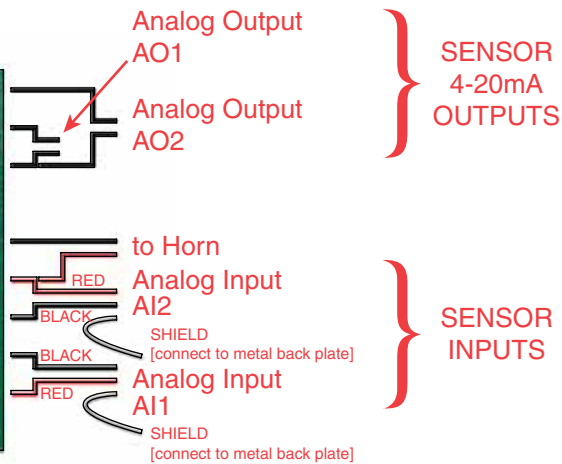 Analog Output
AO1
SENSOR
4-20mA
OUTPUTS
Analog Output
AO2
to Horn
RED
Analog Input
AI2
BLACK
SHIELD
[connect to metal back plate]
SENSOR
INPUTS
BLACK
Analog Input
RED
AI1
SHIELD
[connect to metal back plate]